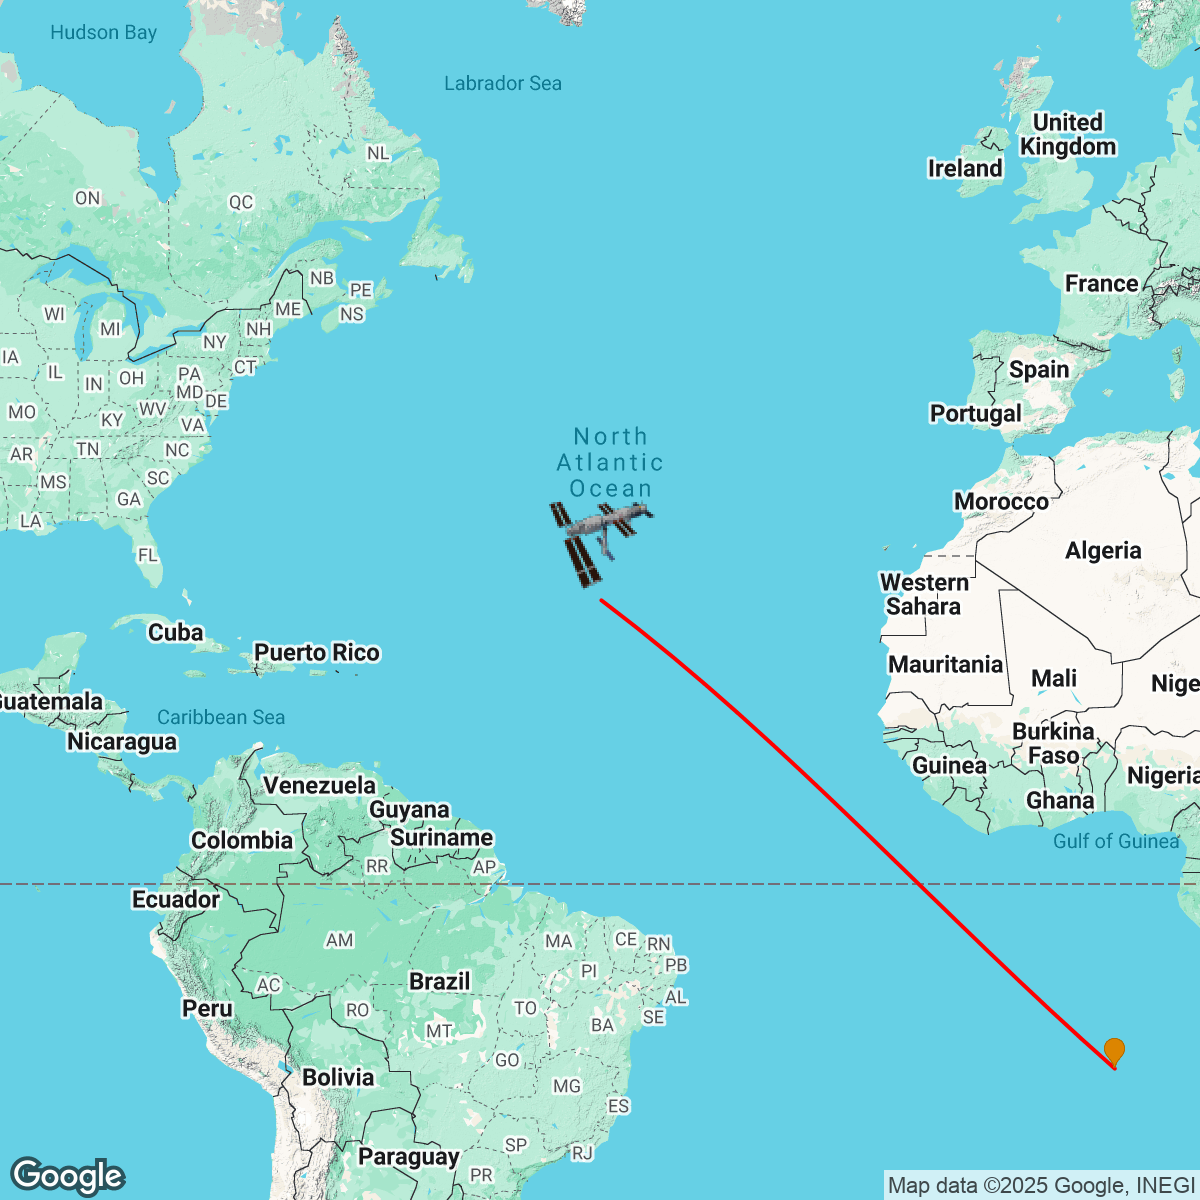 Hudson Bay
Labrador Sea
United
Kingdom
Ireland
NL
ON
QC
NB
PE
France
WI
MI
ME
NS
NH
NY
IA
IL
IN
OH
PA
CT
Spain
MD
DE
MO
KY
WV
VA
Portugal
North
Atlantic
Ocean
AR
TN
NC
MS
SC
GA
Morocco
LA
FL
Algeria
Western
Sahara
Cuba
Puerto Rico
Mauritania
Mali
Nige
Guatemala
Caribbean Sea
Nicaragua
Burkina
Faso
Guinea
Nigeria
Venezuela
Guyana
Ghana
Colombia
Suriname
Gulf of Guinea
RR
AP
Ecuador
AM
MA
CE
RN
PI
PB
AC
Brazil
AL
Peru
RO
TO
SE
MT
BA
GO
Bolivia
MG
ES
SP
RJ
Paraguay
PR
Google
Map data ©2025 Google, INEGI